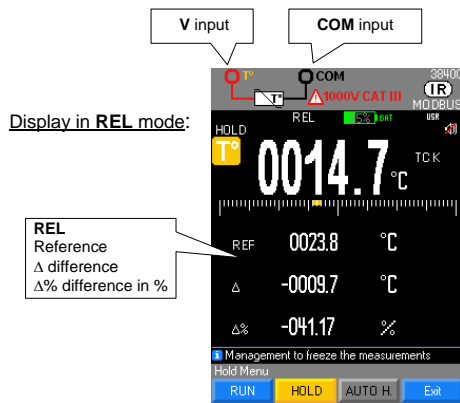 V input
COM input
T° COM 38400
T° 1000V CAT III IR
MODBUS
Display in REL mode:
REL 5% BAT USR
HOLD
T° 0014.7 °C TC K
REL
Reference
Δ difference
Δ% difference in %
REF 0023.8 °C
Δ -0009.7 °C
Δ% -041.17 %
Management to freeze the measurements
Hold Menu
RUN HOLD AUTO H. Exit